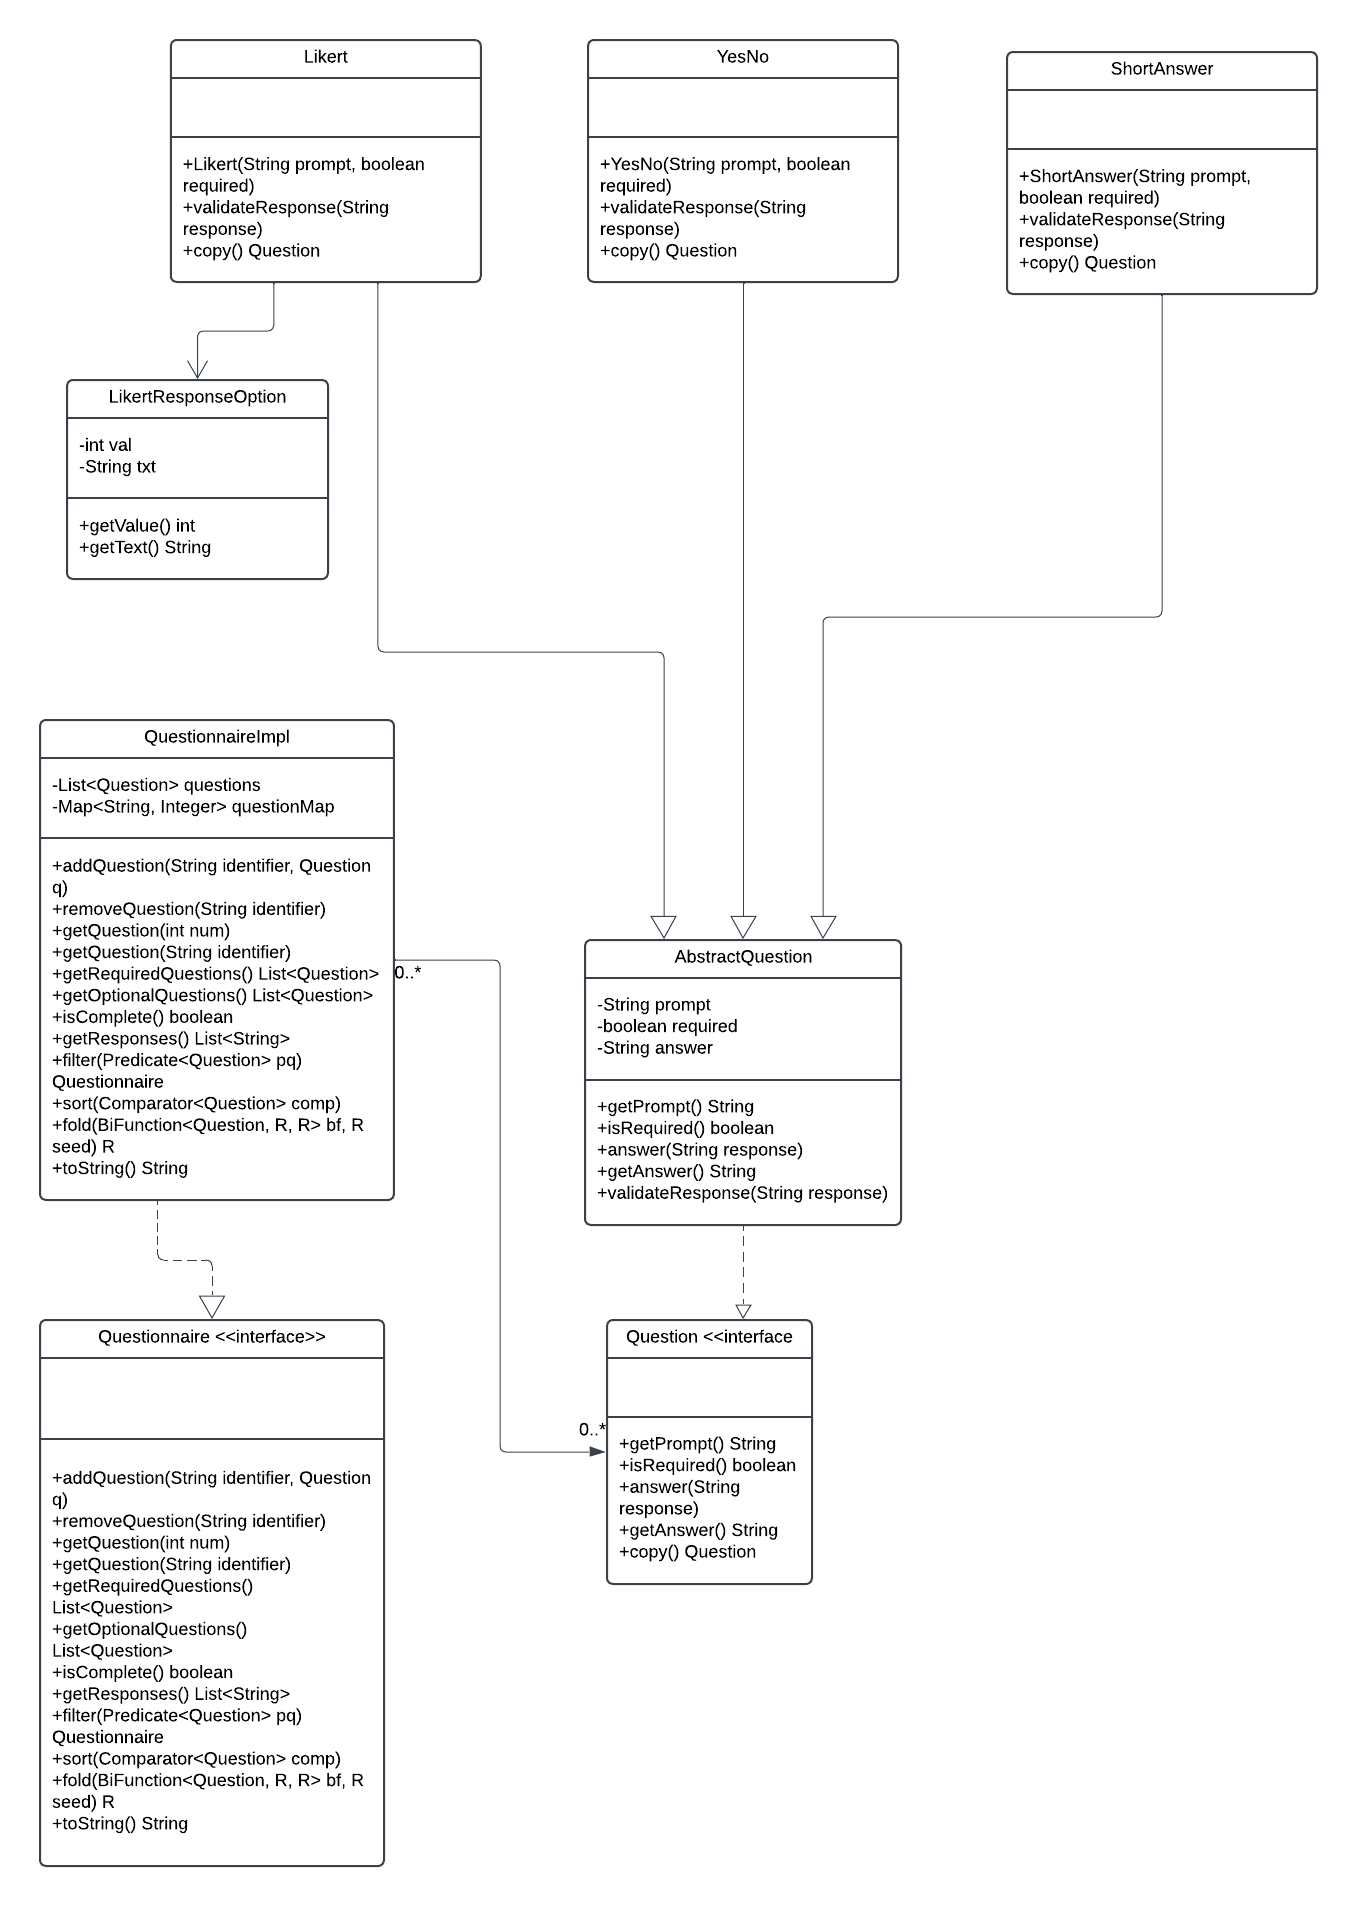 Likert
+Likert(String prompt, boolean
required)
+validateResponse(String
response)
+copy() Question
YesNo
+YesNo(String prompt, boolean
required)
+validateResponse(String
response)
+copy() Question
ShortAnswer
+ShortAnswer(String prompt,
boolean required)
+validateResponse(String
response)
+copy() Question
LikertResponseOption
-int val
-String txt
+getValue() int
+getText() String
QuestionnaireImpl
-List<Question> questions
-Map<String, Integer> questionMap
+addQuestion(String identifier, Question
q)
+removeQuestion(String identifier)
+getQuestion(int num)
+getQuestion(String identifier)
+getRequiredQuestions() List<Question>
+getOptionalQuestions() List<Question>
+isComplete() boolean
+getResponses() List<String>
+filter(Predicate<Question> pq)
Questionnaire
+sort(Comparator<Question> comp)
+fold(BiFunction<Question, R, R> bf, R
seed) R
+toString() String
0..*
AbstractQuestion
-String prompt
-boolean required
-String answer
+getPrompt() String
+isRequired() boolean
+answer(String response)
+getAnswer() String
+validateResponse(String response)
Questionnaire <<interface>>
+addQuestion(String identifier, Question
q)
+removeQuestion(String identifier)
+getQuestion(int num)
+getQuestion(String identifier)
+getRequiredQuestions()
List<Question>
+getOptionalQuestions()
List<Question>
+isComplete() boolean
+getResponses() List<String>
+filter(Predicate<Question> pq)
Questionnaire
+sort(Comparator<Question> comp)
+fold(BiFunction<Question, R, R> bf, R
seed) R
+toString() String
Question <<interface
0..*
+getPrompt() String
+isRequired() boolean
+answer(String
response)
+getAnswer() String
+copy() Question